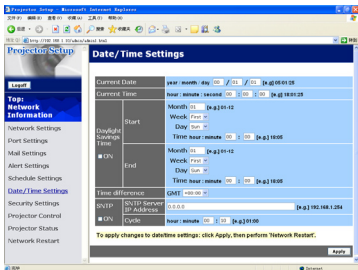 Projector Setup - Microsoft Internet Explorer
Projector Setup
Logoff
Top:
Network
Information
Network Settings
Port Settings
Mail Settings
Alert Settings
Schedule Settings
Date/Time Settings
Security Settings
Projector Control
Projector Status
Network Restart
Date/Time Settings
Current Date year : month : day 00 / 01 / 01 [e.g] 05:01:25
Current Time hour : minute : second 00 : 00 : 00 [e.g] 18:01:25
Daylight Savings Time
ON
Start
Month 01 [e.g.] 01-12
Week First
Day Sun
Time hour : minute 00 : 00 [e.g.] 18:05
End
Month 01 [e.g.] 01-12
Week First
Day Sun
Time hour : minute 00 : 00 [e.g.] 18:05
Time difference GMT +00:00
SNTP
ON
SNTP Server IP Address 0.0.0.0 [e.g.] 192.168.1.254
Cycle hour : minute 00 : 00 [e.g.] 01:00
To apply changes to date/time settings: click Apply, then perform 'Network Restart'.
Apply
Internet